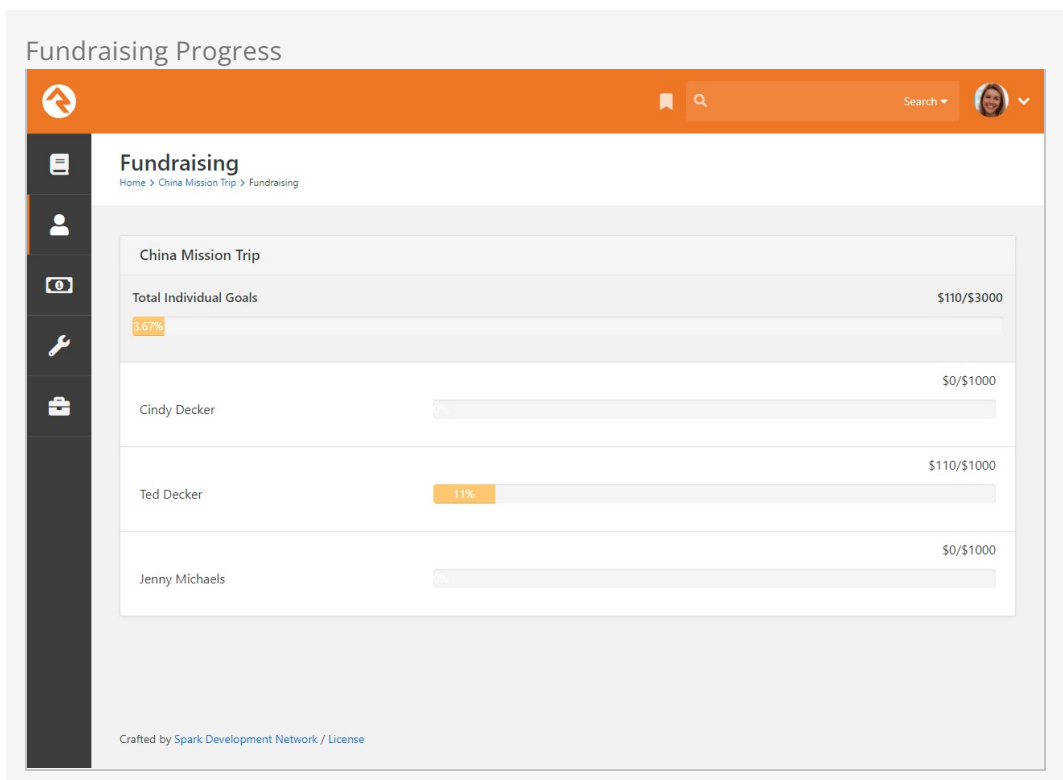 Fundraising Progress
Search
Fundraising
Home > China Mission Trip > Fundraising
China Mission Trip
Total Individual Goals $110/$3000
3.67%
$0/$1000
Cindy Decker 0%
$110/$1000
Ted Decker 11%
$0/$1000
Jenny Michaels 0%
Crafted by Spark Development Network / License